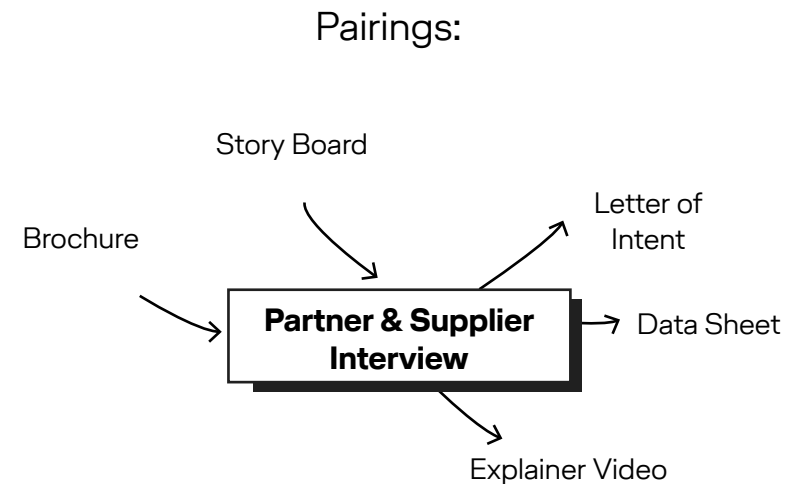 Pairings:
Story Board
Brochure
Letter of
Intent
Partner & Supplier
Interview
Data Sheet
Explainer Video